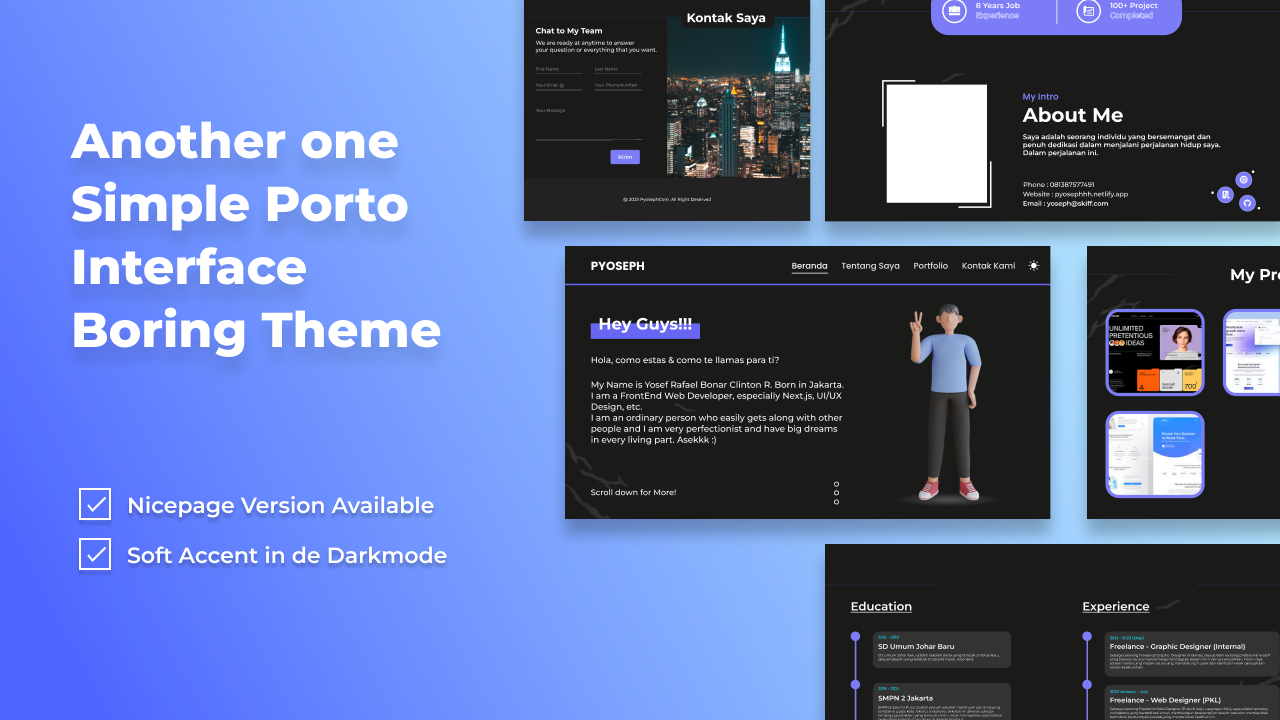 Another one
Simple Porto
Interface
Boring Theme
Nicepage Version Available
Soft Accent in de Darkmode
Kontak Saya
Chat to My Team
We are ready at anytime to answer
your question or everything that you want.
First Name
Last Name
Your Email @
Your PhoneNumber
Your Message
Kirim
@ 2023 PyosephCom. All Right Deserved
8 Years Job
Experience
100+ Project
Completed
My Intro
About Me
Saya adalah seorang individu yang bersemangat dan
penuh dedikasi dalam menjalani perjalanan hidup saya.
Dalam perjalanan ini.
Phone : 081387577491
Website : pyosephhh.netlify.app
Email : yoseph@skiff.com
PYOSEPH
Beranda
Tentang Saya
Portfolio
Kontak Kami
Hey Guys!!!
Hola, como estas & como te llamas para ti?
My Name is Yosef Rafael Bonar Clinton R. Born in Jakarta.
I am a FrontEnd Web Developer, especially Next.js, UI/UX
Design, etc.
I am an ordinary person who easily gets along with other
people and I am very perfectionist and have big dreams
in every living part. Asekkk :)
Scroll down for More!
My Pr
UNLIMITED
PRETENTIOUS
IDEAS
700
Education
SD Umum Johar Baru
SMPN 2 Jakarta
Experience
Freelance - Graphic Designer (Internal)
2023 January - July
Freelance - Web Designer (PKL)